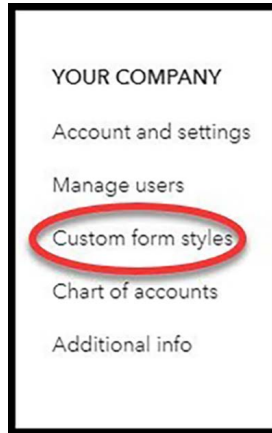 YOUR COMPANY
Account and settings
Manage users
Custom form styles
Chart of accounts
Additional info